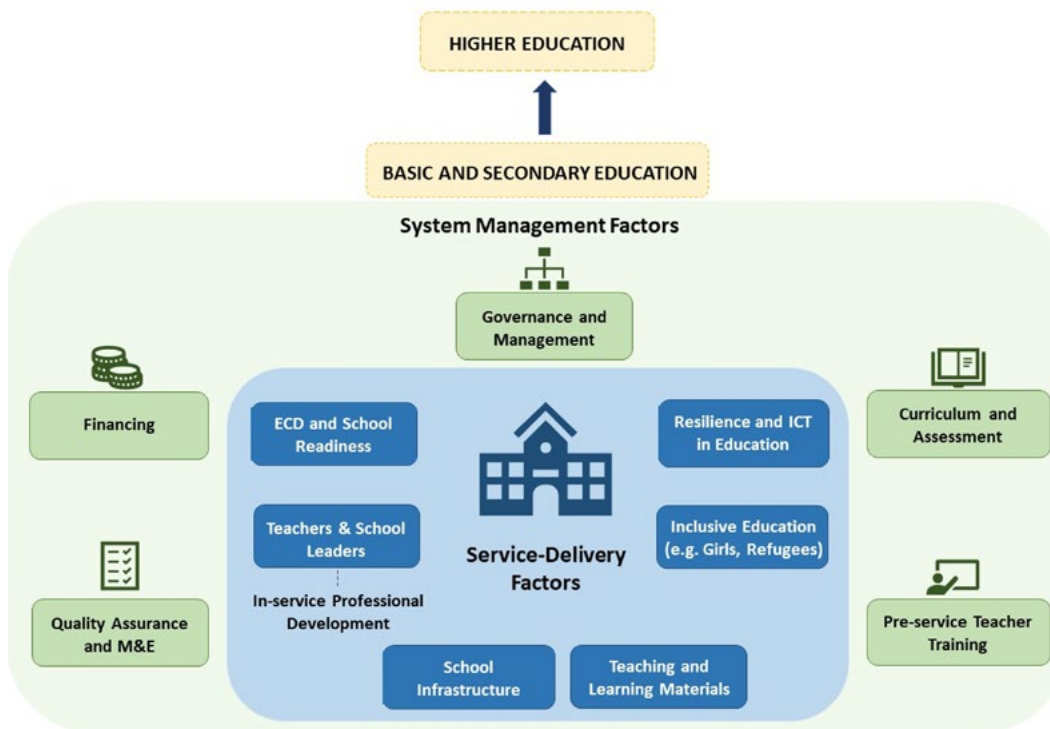 HIGHER EDUCATION
BASIC AND SECONDARY EDUCATION
System Management Factors
Governance and
Management
Financing
Curriculum and
Assessment
ECD and School
Readiness
Resilience and ICT
in Education
Teachers & School
Leaders
Inclusive Education
(e.g. Girls, Refugees)
Service-Delivery
Factors
In-service Professional
Development
Quality Assurance
and M&E
Pre-service Teacher
Training
School
Infrastructure
Teaching and
Learning Materials